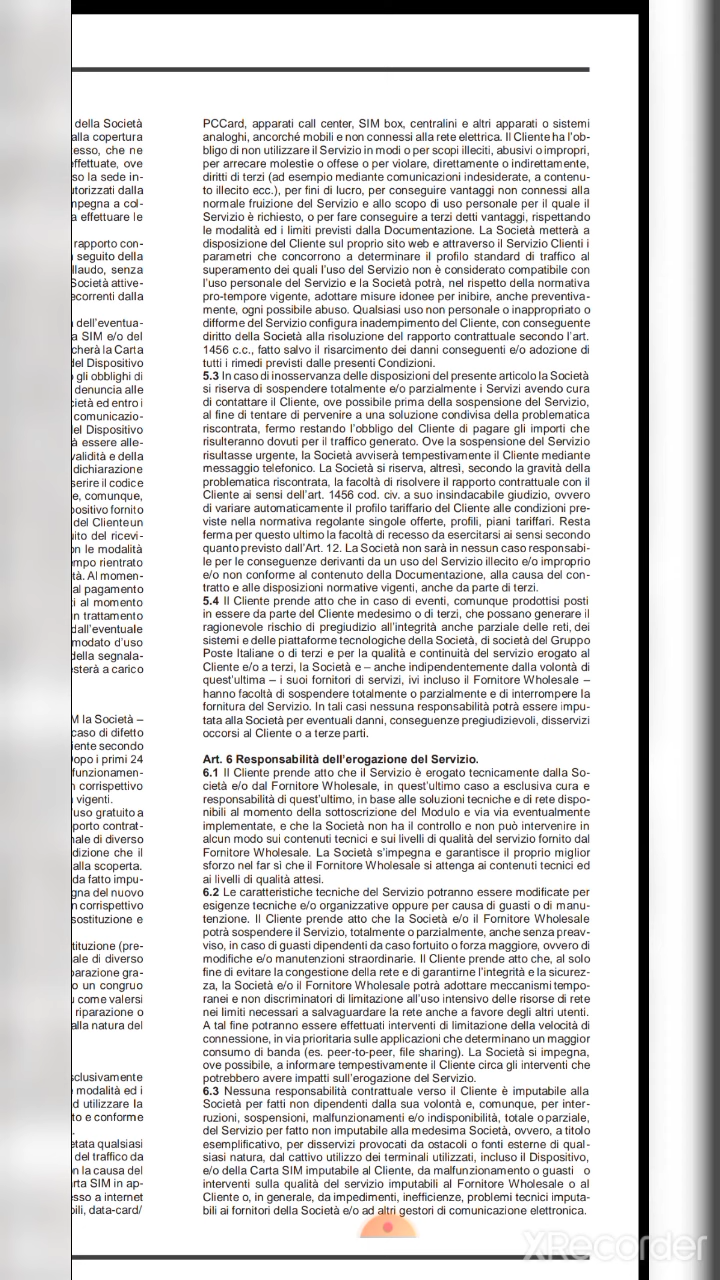 della Società
alla copertura
esso, che ne
ffettuate, ove
so la sede in-
utorizzati dalla
mpegna a col-
a effettuare le
rapporto con-
seguito della
llaudo, senza
Società attive-
ecorrenti dalla
dell'eventua-
a SIM e/o del
cherà la Carta
del Dispositivo
gli obblighi di
denuncia alle
cietà ed entro i
comunicazio-
el Dispositivo
à essere alle-
validità e della
dichiarazione
serire il codice
e, comunque,
positivo fornito
del Cliente un
uito del ricevi-
on le modalità
mpo rientrato
tà. Al momen-
al pagamento
ti al momento
un trattamento
dall'eventuale
modato d'uso
della segnala-
sterà a carico
M la Società –
caso di difetto
iente secondo
Dopo i primi 24
funzionamen-
n corrispettivo
vigenti.
'uso gratuito a
porto contrat-
nale di diverso
dizione che il
alla scoperta.
da fatto impu-
gna del nuovo
n corrispettivo
sostituzione e
tituzione (pre-
ale di diverso
parazione gra-
o un congruo
u come valersi
riparazione o
alla natura del
sclusivamente
modalità ed i
d utilizzare la
to e conforme
etata qualsiasi
del traffico da
n la causa del
rta SIM in ap-
sso a internet
bili, data-card/
PCCard, apparati call center, SIM box, centralini e altri apparati o sistemi
analoghi, ancorché mobili e non connessi alla rete elettrica. Il Cliente ha l'ob-
bligo di non utilizzare il Servizio in modi o per scopi illeciti, abusivi o impropri,
per arrecare molestie o offese o per violare, direttamente o indirettamente,
diritti di terzi (ad esempio mediante comunicazioni indesiderate, a contenu-
to illecito ecc.), per fini di lucro, per conseguire vantaggi non connessi alla
normale fruizione del Servizio e allo scopo di uso personale per il quale il
Servizio è richiesto, o per fare conseguire a terzi detti vantaggi, rispettando
le modalità ed i limiti previsti dalla Documentazione. La Società metterà a
disposizione del Cliente sul proprio sito web e attraverso il Servizio Clienti i
parametri che concorrono a determinare il profilo standard di traffico al
superamento dei quali l'uso del Servizio non è considerato compatibile con
l'uso personale del Servizio e la Società potrà, nel rispetto della normativa
pro-tempore vigente, adottare misure idonee per inibire, anche preventiva-
mente, ogni possibile abuso. Qualsiasi uso non personale o inappropriato o
difforme del Servizio configura inadempimento del Cliente, con conseguente
diritto della Società alla risoluzione del rapporto contrattuale secondo l'art.
1456 c.c., fatto salvo il risarcimento dei danni conseguenti e/o adozione di
tutti i rimedi previsti dalle presenti Condizioni.
5.3 In caso di inosservanza delle disposizioni del presente articolo la Società
si riserva di sospendere totalmente e/o parzialmente i Servizi avendo cura
di contattare il Cliente, ove possibile prima della sospensione del Servizio,
al fine di tentare di pervenire a una soluzione condivisa della problematica
riscontrata, fermo restando l'obbligo del Cliente di pagare gli importi che
risulteranno dovuti per il traffico generato. Ove la sospensione del Servizio
risultasse urgente, la Società avviserà tempestivamente il Cliente mediante
messaggio telefonico. La Società si riserva, altresì, secondo la gravità della
problematica riscontrata, la facoltà di risolvere il rapporto contrattuale con il
Cliente ai sensi dell'art. 1456 cod. civ. a suo insindacabile giudizio, ovvero
di variare automaticamente il profilo tariffario del Cliente alle condizioni pre-
viste nella normativa regolante singole offerte, profili, piani tariffari. Resta
ferma per questo ultimo la facoltà di recesso da esercitarsi ai sensi secondo
quanto previsto dall'Art. 12. La Società non sarà in nessun caso responsabi-
le per le conseguenze derivanti da un uso del Servizio illecito e/o improprio
e/o non conforme al contenuto della Documentazione, alla causa del con-
tratto e alle disposizioni normative vigenti, anche da parte di terzi.
5.4 Il Cliente prende atto che in caso di eventi, comunque prodottisi posti
in essere da parte del Cliente medesimo o di terzi, che possano generare il
ragionevole rischio di pregiudizio all'integrità anche parziale delle reti, dei
sistemi e delle piattaforme tecnologiche della Società, di società del Gruppo
Poste Italiane o di terzi e per la qualità e continuità del servizio erogato al
Cliente e/o a terzi, la Società e – anche indipendentemente dalla volontà di
quest'ultima – i suoi fornitori di servizi, ivi incluso il Fornitore Wholesale –
hanno facoltà di sospendere totalmente o parzialmente e di interrompere la
fornitura del Servizio. In tali casi nessuna responsabilità potrà essere impu-
tata alla Società per eventuali danni, conseguenze pregiudizievoli, disservizi
occorsi al Cliente o a terze parti.
Art. 6 Responsabilità dell'erogazione del Servizio.
6.1 Il Cliente prende atto che il Servizio è erogato tecnicamente dalla So-
cietà e/o dal Fornitore Wholesale, in quest'ultimo caso a esclusiva cura e
responsabilità di quest'ultimo, in base alle soluzioni tecniche e di rete dispo-
nibili al momento della sottoscrizione del Modulo e via via eventualmente
implementate, e che la Società non ha il controllo e non può intervenire in
alcun modo sui contenuti tecnici e sui livelli di qualità del servizio fornito dal
Fornitore Wholesale. La Società s'impegna e garantisce il proprio miglior
sforzo nel far sì che il Fornitore Wholesale si attenga ai contenuti tecnici ed
ai livelli di qualità attesi.
6.2 Le caratteristiche tecniche del Servizio potranno essere modificate per
esigenze tecniche e/o organizzative oppure per causa di guasti o di manu-
tenzione. Il Cliente prende atto che la Società e/o il Fornitore Wholesale
potrà sospendere il Servizio, totalmente o parzialmente, anche senza preav-
viso, in caso di guasti dipendenti da caso fortuito o forza maggiore, ovvero di
modifiche e/o manutenzioni straordinarie. Il Cliente prende atto che, al solo
fine di evitare la congestione della rete e di garantirne l'integrità e la sicurez-
za, la Società e/o il Fornitore Wholesale potrà adottare meccanismi tempo-
ranei e non discriminatori di limitazione all'uso intensivo delle risorse di rete
nei limiti necessari a salvaguardare la rete anche a favore degli altri utenti.
A tal fine potranno essere effettuati interventi di limitazione della velocità di
connessione, in via prioritaria sulle applicazioni che determinano un maggior
consumo di banda (es. peer-to-peer, file sharing). La Società si impegna,
ove possibile, a informare tempestivamente il Cliente circa gli interventi che
potrebbero avere impatti sull'erogazione del Servizio.
6.3 Nessuna responsabilità contrattuale verso il Cliente è imputabile alla
Società per fatti non dipendenti dalla sua volontà e, comunque, per inter-
ruzioni, sospensioni, malfunzionamenti e/o indisponibilità, totale o parziale,
del Servizio per fatto non imputabile alla medesima Società, ovvero, a titolo
esemplificativo, per disservizi provocati da ostacoli o fonti esterne di qual-
siasi natura, dal cattivo utilizzo dei terminali utilizzati, incluso il Dispositivo,
e/o della Carta SIM imputabile al Cliente, da malfunzionamento o guasti o
interventi sulla qualità del servizio imputabili al Fornitore Wholesale o al
Cliente o, in generale, da impedimenti, inefficienze, problemi tecnici imputa-
bili ai fornitori della Società e/o ad altri gestori di comunicazione elettronica.
XRecorder